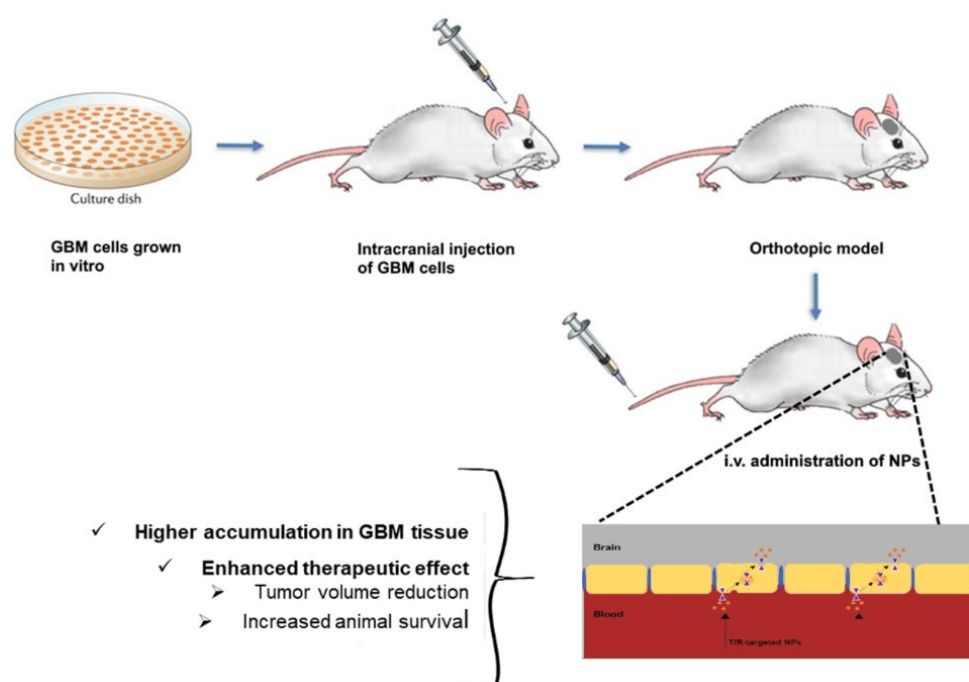 Culture dish
GBM cells grown
in vitro
Intracranial injection
of GBM cells
Orthotopic model
i.v. administration of NPs
✓ Higher accumulation in GBM tissue
✓ Enhanced therapeutic effect
➢ Tumor volume reduction
➢ Increased animal survival
Brain
Blood
TfR-targeted NPs